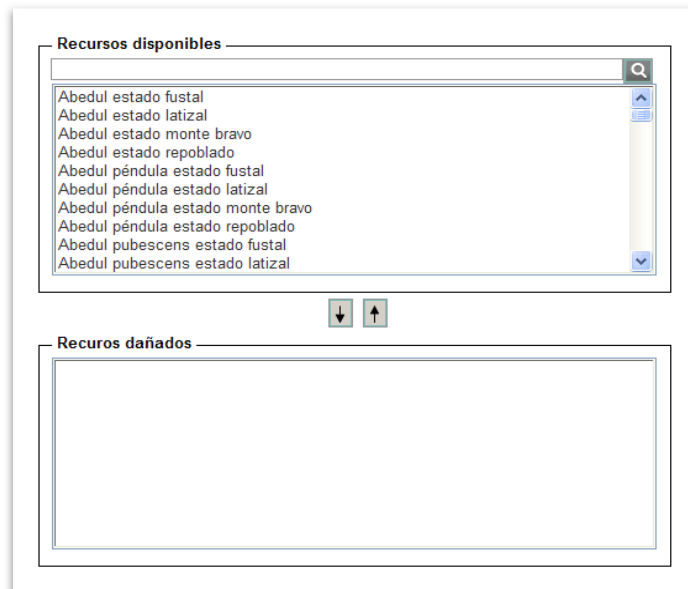 Recursos disponibles
Abedul estado fustal
Abedul estado latizal
Abedul estado monte bravo
Abedul estado repoblado
Abedul péndula estado fustal
Abedul péndula estado latizal
Abedul péndula estado monte bravo
Abedul péndula estado repoblado
Abedul pubescens estado fustal
Abedul pubescens estado latizal
Recuros dañados